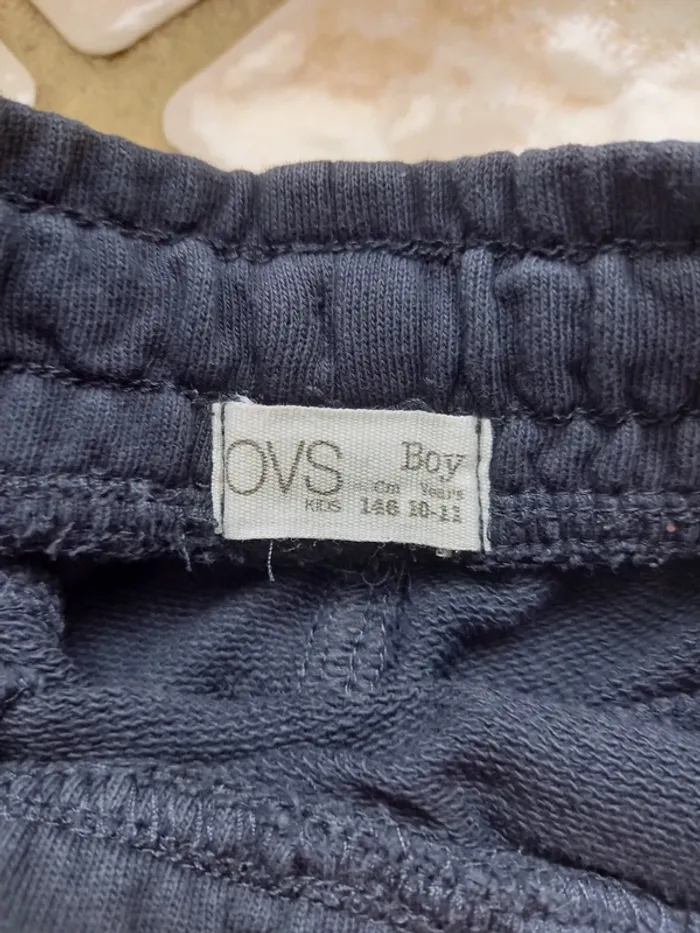 OVS Boy
Cm Years
KIDS 146 10-11